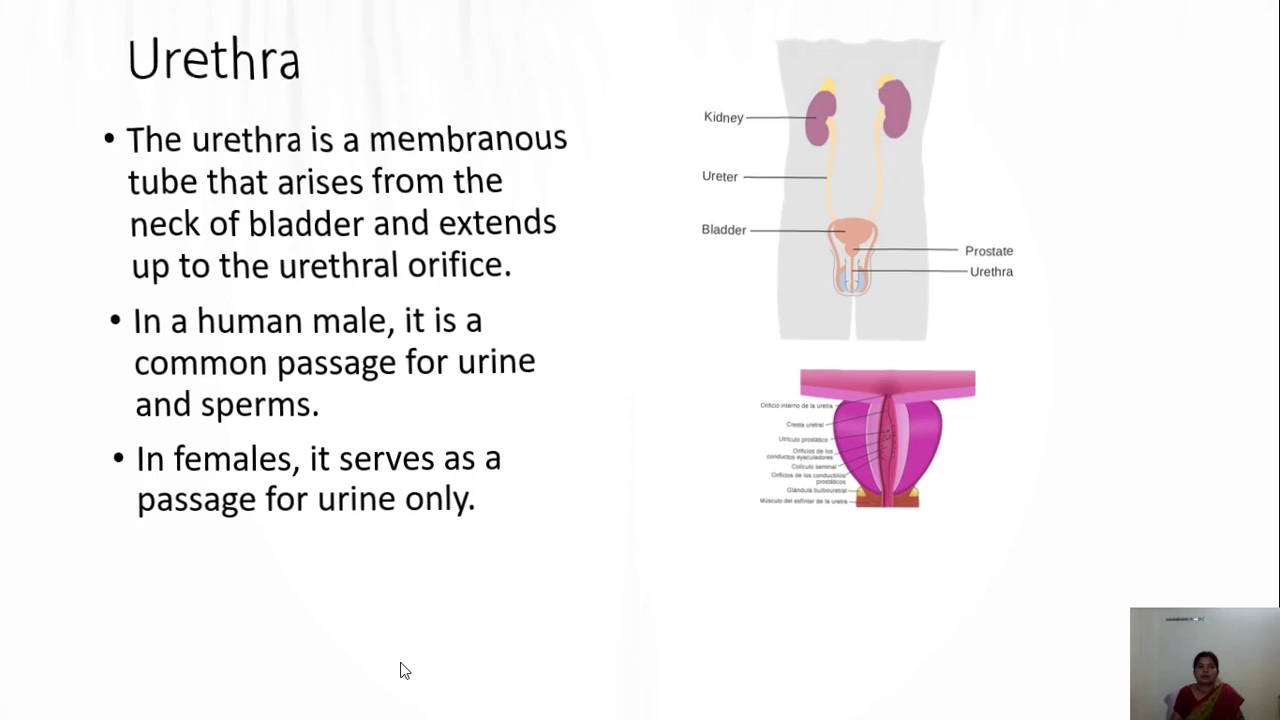 Urethra
• The urethra is a membranous
tube that arises from the
neck of bladder and extends
up to the urethral orifice.
• In a human male, it is a
common passage for urine
and sperms.
• In females, it serves as a
passage for urine only.
Kidney
Ureter
Bladder
Prostate
Urethra
Orificio interno de la uretra
Cresta uretral
Utrículo prostático
Orificios de los
conductos eyaculadores
Colículo seminal
Orificios de los conductillos
prostáticos
Glándula bulbouretral
Músculo del esfínter de la uretra